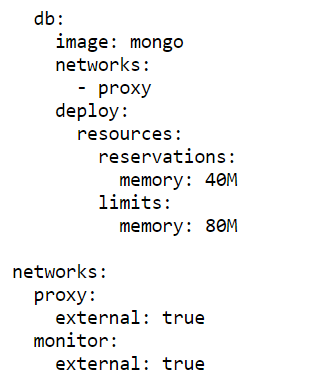 db:
    image: mongo
    networks:
      - proxy
    deploy:
      resources:
        reservations:
          memory: 40M
        limits:
          memory: 80M
networks:
  proxy:
    external: true
  monitor:
    external: true